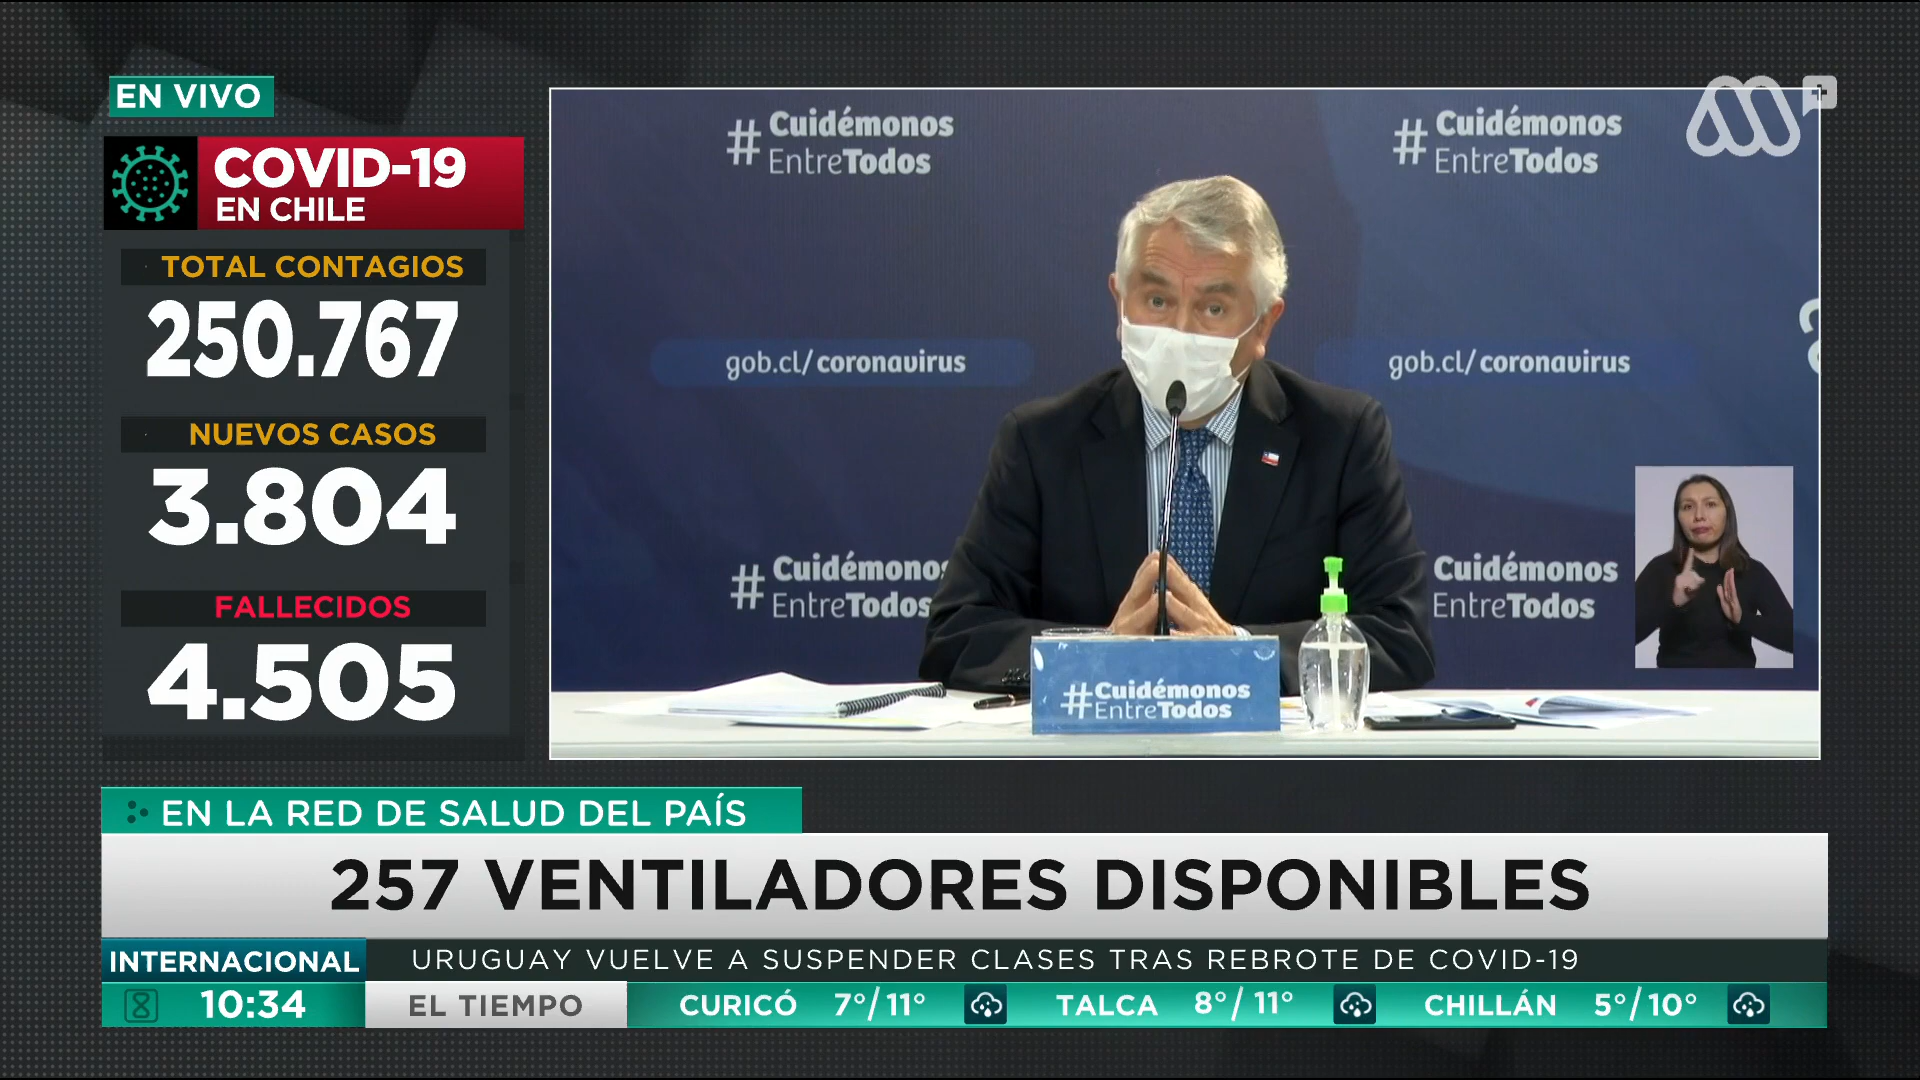 EN VIVO
COVID-19
EN CHILE
TOTAL CONTAGIOS
250.767
NUEVOS CASOS
3.804
FALLECIDOS
4.505
#Cuidémonos
EntreTodos
#Cuidémonos
EntreTodos
gob.cl/coronavirus
gob.cl/coronavirus
#Cuidémonos
EntreTodos
Cuidémonos
EntreTodos
#Cuidémonos
EntreTodos
EN LA RED DE SALUD DEL PAÍS
257 VENTILADORES DISPONIBLES
INTERNACIONAL
URUGUAY VUELVE A SUSPENDER CLASES TRAS REBROTE DE COVID-19
10:34
EL TIEMPO
CURICÓ 7°/11°
TALCA 8°/11°
CHILLÁN 5°/10°